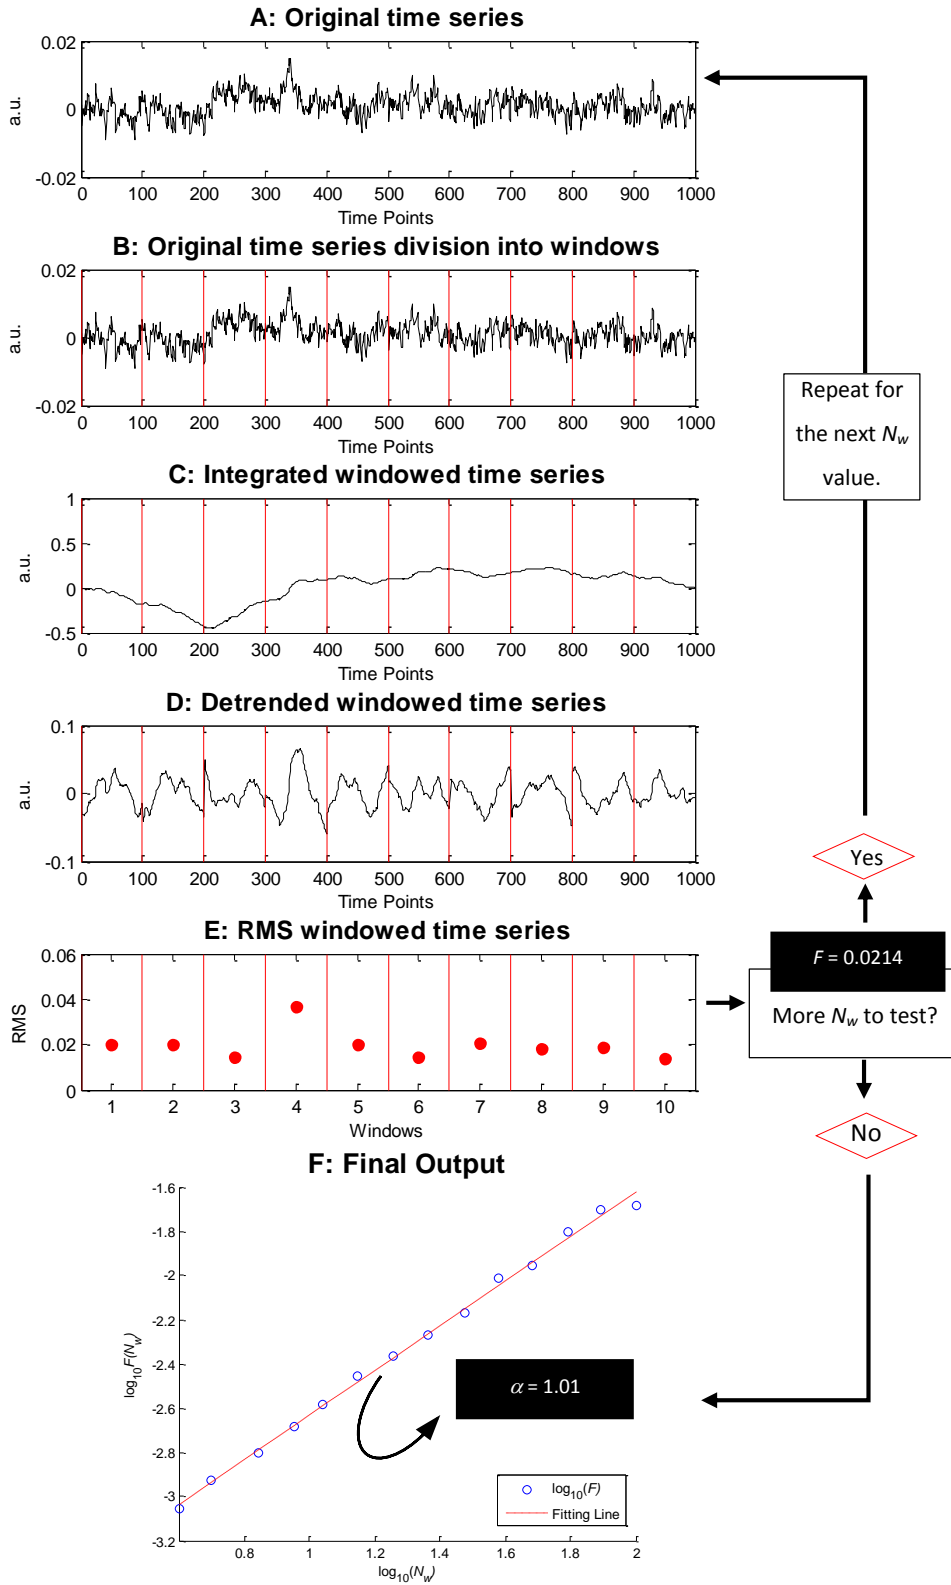 A: Original time series
0.02
0
-0.02
a.u.
0 100 200 300 400 500 600 700 800 900 1000
Time Points
B: Original time series division into windows
0.02
0
-0.02
a.u.
0 100 200 300 400 500 600 700 800 900 1000
Time Points
C: Integrated windowed time series
1
0.5
0
-0.5
a.u.
0 100 200 300 400 500 600 700 800 900 1000
Time Points
D: Detrended windowed time series
0.1
0
-0.1
a.u.
0 100 200 300 400 500 600 700 800 900 1000
Time Points
E: RMS windowed time series
0.06
0.04
0.02
0
RMS
1 2 3 4 5 6 7 8 9 10
Windows
Repeat for
the next N_w
value.
Yes
F = 0.0214
More N_w to test?
No
F: Final Output
-1.6
-1.8
-2
-2.2
-2.4
-2.6
-2.8
-3
-3.2
log₁₀F(N_w)
α = 1.01
log₁₀(F)
Fitting Line
0.8 1 1.2 1.4 1.6 1.8 2
log₁₀(N_w)